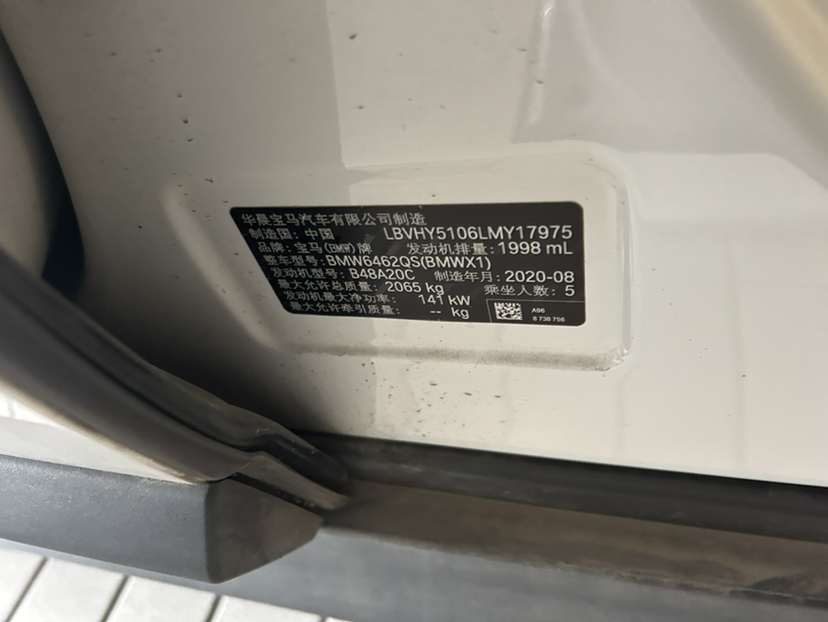 华晨宝马汽车有限公司制造
制造国: 中国 LBVHY5106LMY17975
品牌: 宝马(BMW)牌 发动机排量: 1998 mL
整车型号: BMW6462QS(BMWX1)
发动机型号: B48A20C 制造年月: 2020-08
最大允许总质量: 2065 kg 乘坐人数: 5
发动机最大净功率: 141 kW
最大允许牵引质量: -- kg
A96
8 738 756